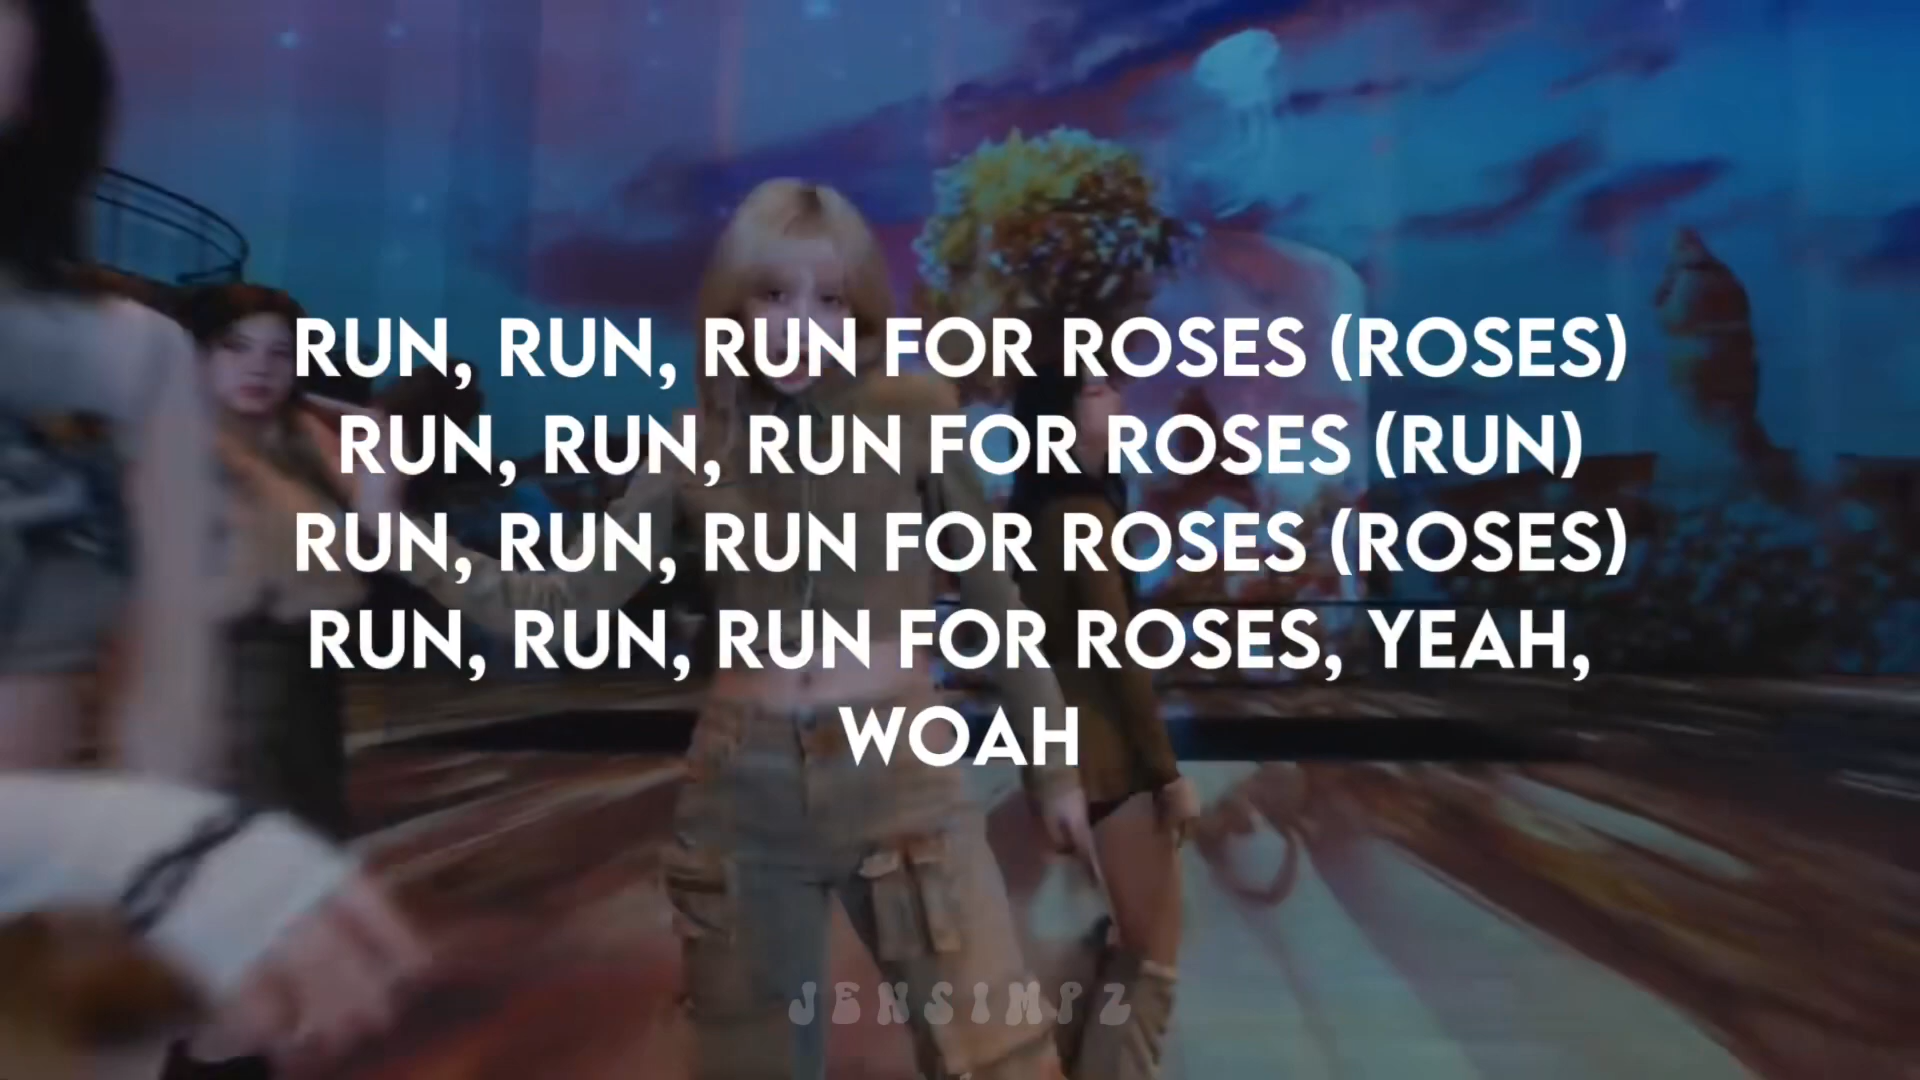 RUN, RUN, RUN FOR ROSES (ROSES)
RUN, RUN, RUN FOR ROSES (RUN)
RUN, RUN, RUN FOR ROSES (ROSES)
RUN, RUN, RUN FOR ROSES, YEAH,
WOAH
JENSIMPZ